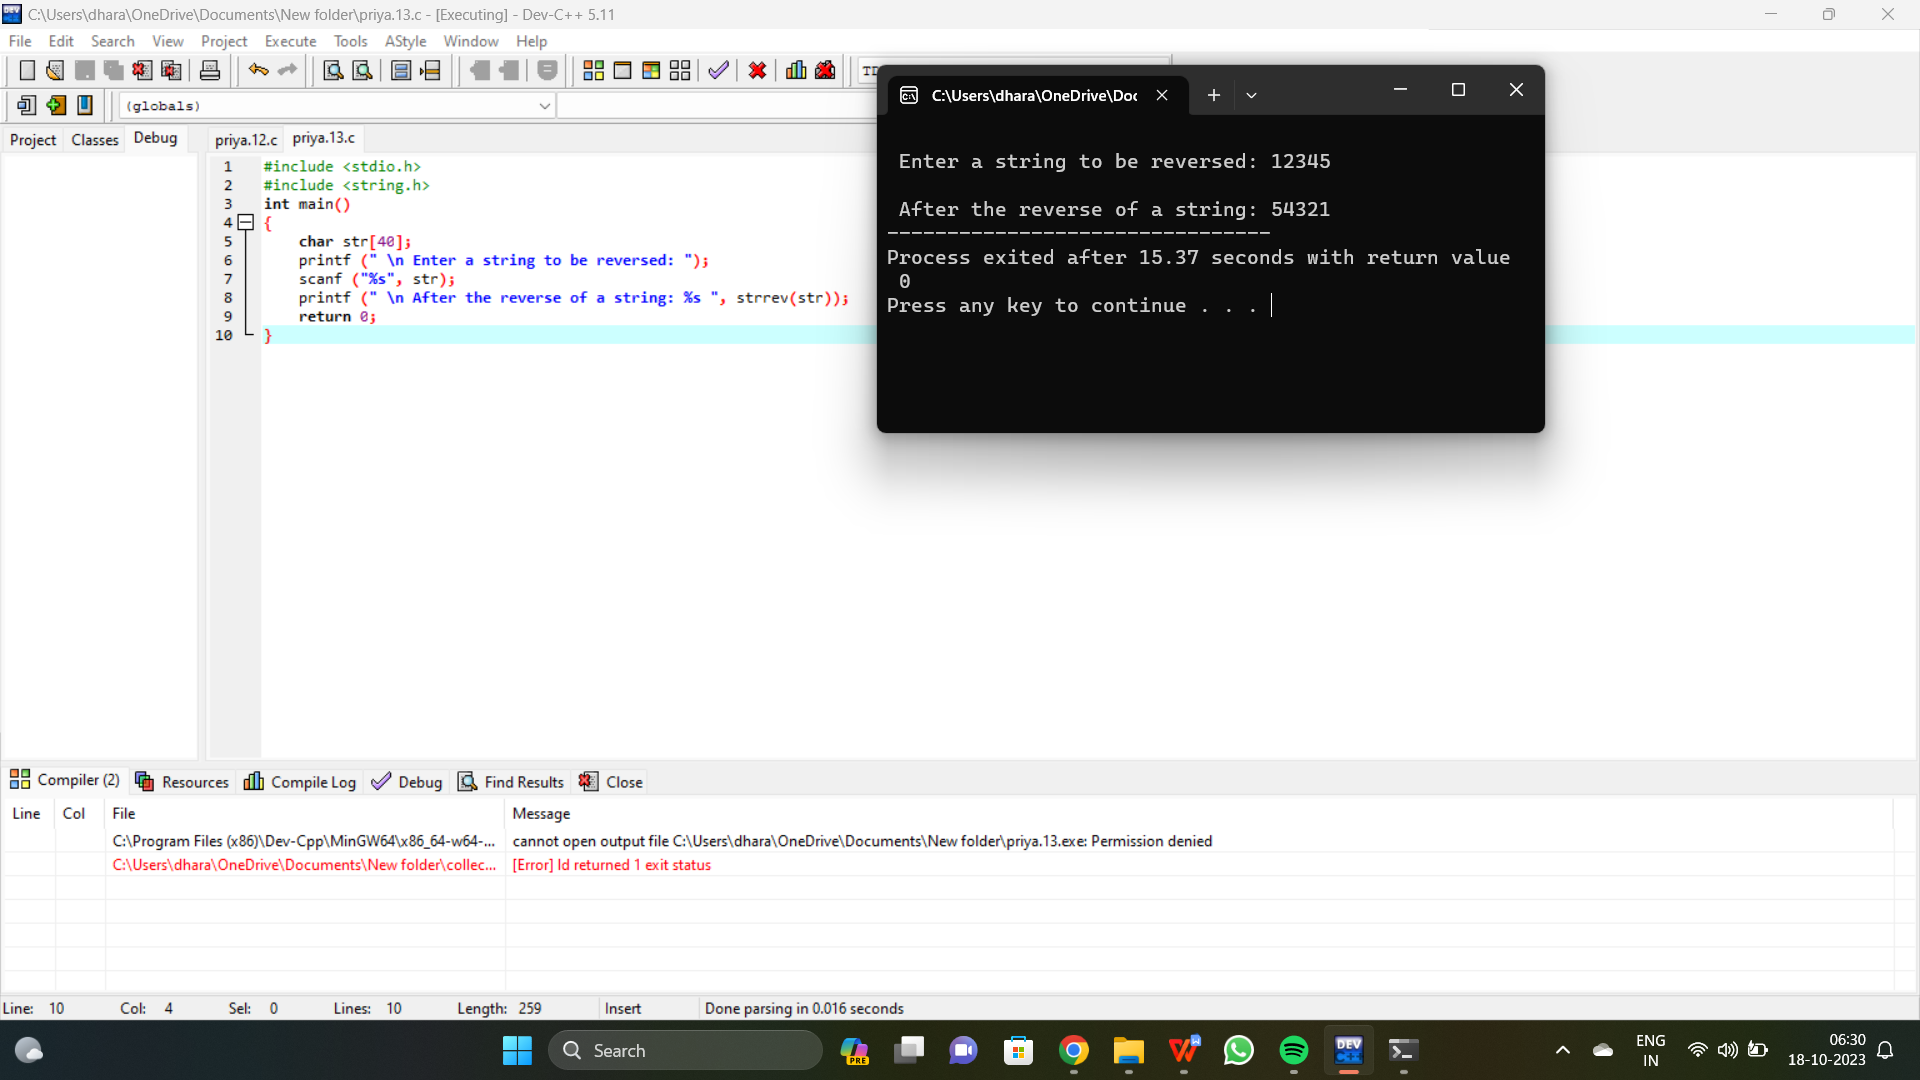 C:\Users\dhara\OneDrive\Documents\New folder\priya.13.c - [Executing] - Dev-C++ 5.11
File Edit Search View Project Execute Tools AStyle Window Help
TD
(globals)
Project Classes Debug priya.12.c priya.13.c
1 #include <stdio.h>
2 #include <string.h>
3 int main()
4 {
5 char str[40];
6 printf (" \n Enter a string to be reversed: ");
7 scanf ("%s", str);
8 printf (" \n After the reverse of a string: %s ", strrev(str));
9 return 0;
10 }
C:\Users\dhara\OneDrive\Doc
Enter a string to be reversed: 12345
After the reverse of a string: 54321
--------------------------------
Process exited after 15.37 seconds with return value
0
Press any key to continue . . .
Compiler (2) Resources Compile Log Debug Find Results Close
Line Col File Message
C:\Program Files (x86)\Dev-Cpp\MinGW64\x86_64-w64-... cannot open output file C:\Users\dhara\OneDrive\Documents\New folder\priya.13.exe: Permission denied
C:\Users\dhara\OneDrive\Documents\New folder\collec... [Error] ld returned 1 exit status
Line: 10 Col: 4 Sel: 0 Lines: 10 Length: 259 Insert Done parsing in 0.016 seconds
Search
PRE
DEV
C++
ENG
IN
06:30
18-10-2023